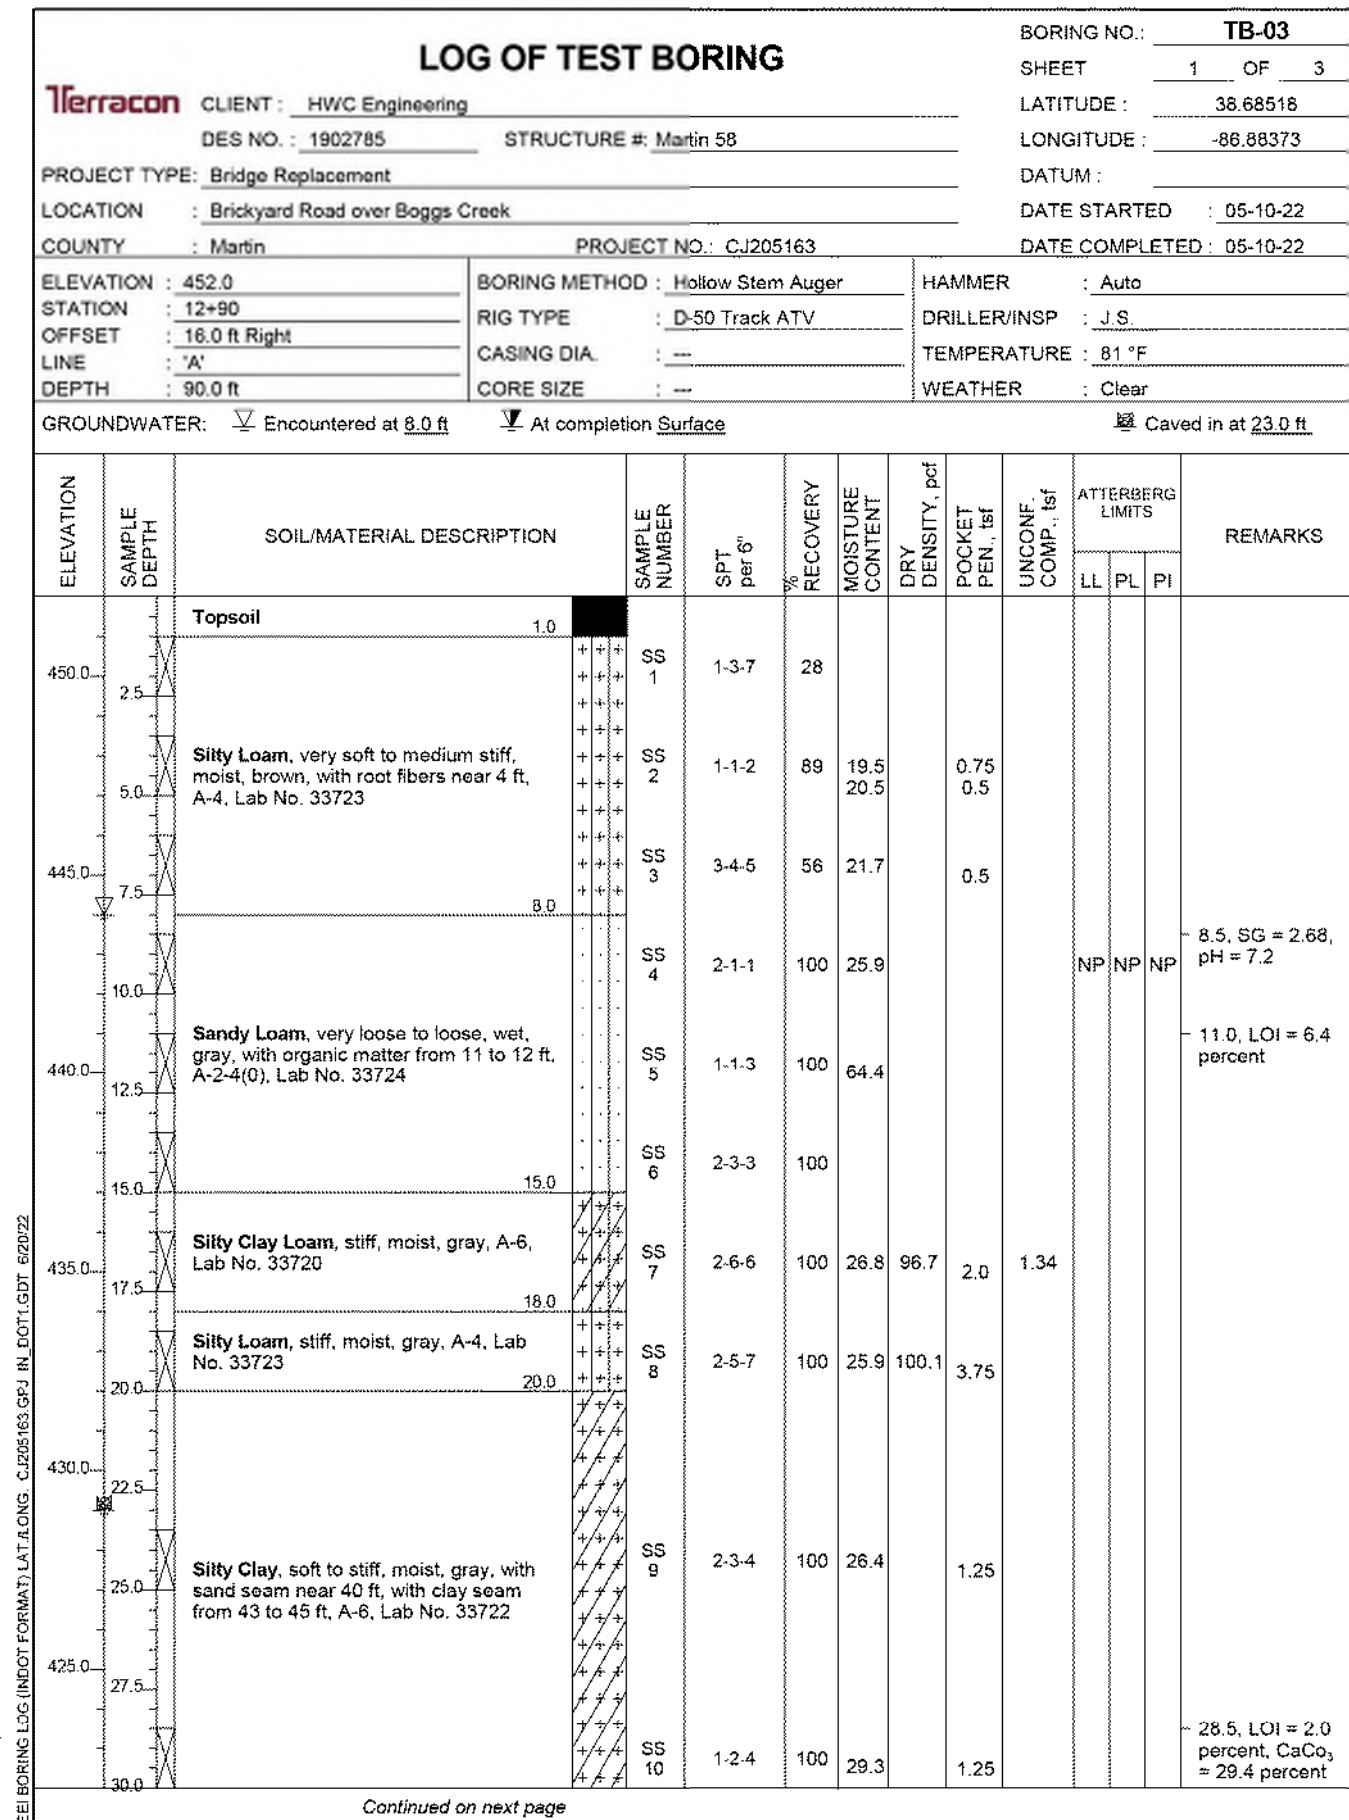 LOG OF TEST BORING
BORING NO.: TB-03
SHEET 1 OF 3
Terracon CLIENT : HWC Engineering
LATITUDE : 38.68518
DES NO. : 1902785 STRUCTURE #: Martin 58
LONGITUDE : -86.88373
PROJECT TYPE: Bridge Replacement
DATUM :
LOCATION : Brickyard Road over Boggs Creek
DATE STARTED : 05-10-22
COUNTY : Martin PROJECT NO.: CJ205163
DATE COMPLETED : 05-10-22
ELEVATION : 452.0
STATION : 12+90
OFFSET : 16.0 ft Right
LINE : 'A'
DEPTH : 90.0 ft
BORING METHOD : Hollow Stem Auger
RIG TYPE : D-50 Track ATV
CASING DIA. : ---
CORE SIZE : ---
HAMMER : Auto
DRILLER/INSP : J.S.
TEMPERATURE : 81 °F
WEATHER : Clear
GROUNDWATER: Encountered at 8.0 ft At completion Surface Caved in at 23.0 ft
ELEVATION
SAMPLE DEPTH
SOIL/MATERIAL DESCRIPTION
SAMPLE NUMBER
SPT per 6"
% RECOVERY
MOISTURE CONTENT
DRY DENSITY, pcf
POCKET PEN., tsf
UNCONF. COMP., tsf
ATTERBERG LIMITS
LL PL PI
REMARKS
Topsoil
1.0
450.0
2.5
SS 1 1-3-7 28
Silty Loam, very soft to medium stiff,
moist, brown, with root fibers near 4 ft,
A-4, Lab No. 33723
5.0
SS 2 1-1-2 89 19.5 0.75
20.5 0.5
445.0
7.5
SS 3 3-4-5 56 21.7 0.5
8.0
SS 4 2-1-1 100 25.9 NP NP NP
8.5, SG = 2.68,
pH = 7.2
10.0
Sandy Loam, very loose to loose, wet,
gray, with organic matter from 11 to 12 ft,
A-2-4(0), Lab No. 33724
440.0
12.5
SS 5 1-1-3 100 64.4
11.0, LOI = 6.4
percent
SS 6 2-3-3 100
15.0
15.0
Silty Clay Loam, stiff, moist, gray, A-6,
Lab No. 33720
435.0
17.5
SS 7 2-6-6 100 26.8 96.7 2.0 1.34
18.0
Silty Loam, stiff, moist, gray, A-4, Lab
No. 33723
SS 8 2-5-7 100 25.9 100.1 3.75
20.0
20.0
430.0
22.5
Silty Clay, soft to stiff, moist, gray, with
sand seam near 40 ft, with clay seam
from 43 to 45 ft, A-6, Lab No. 33722
25.0
SS 9 2-3-4 100 26.4 1.25
425.0
27.5
SS 10 1-2-4 100 29.3 1.25
28.5, LOI = 2.0
percent, CaCo3
= 29.4 percent
30.0
Continued on next page
EEI BORING LOG (INDOT FORMAT) LAT./LONG. CJ205163.GPJ IN_DOT1.GDT 6/20/22